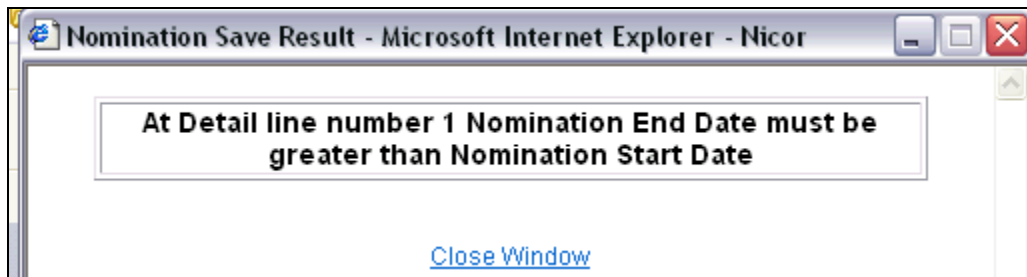 Nomination Save Result - Microsoft Internet Explorer - Nicor
At Detail line number 1 Nomination End Date must be
greater than Nomination Start Date
Close Window